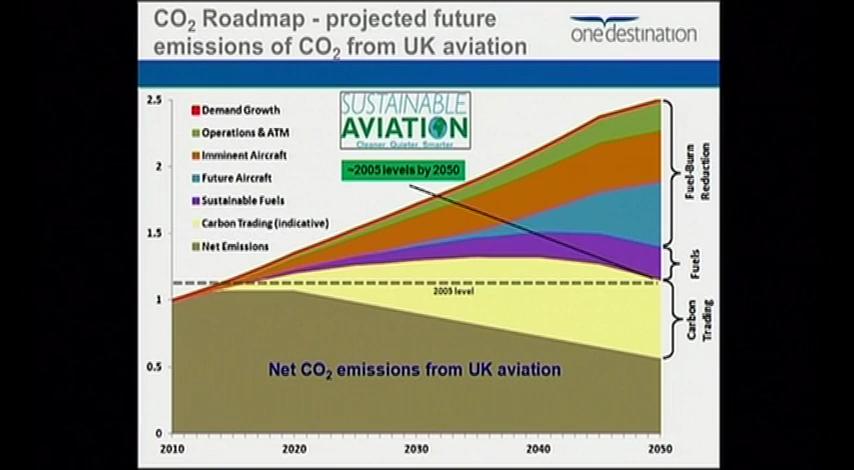 CO2 Roadmap - projected future
emissions of CO2 from UK aviation
onedestination
2.5
2
1.5
1
0.5
0
Demand Growth
Operations & ATM
Imminent Aircraft
Future Aircraft
Sustainable Fuels
Carbon Trading (indicative)
Net Emissions
SUSTAINABLE
AVIATION
Cleaner. Quieter. Smarter
~2005 levels by 2050
2005 level
Net CO2 emissions from UK aviation
Fuel-Burn
Reduction
Fuels
Carbon
Trading
2010
2020
2030
2040
2050